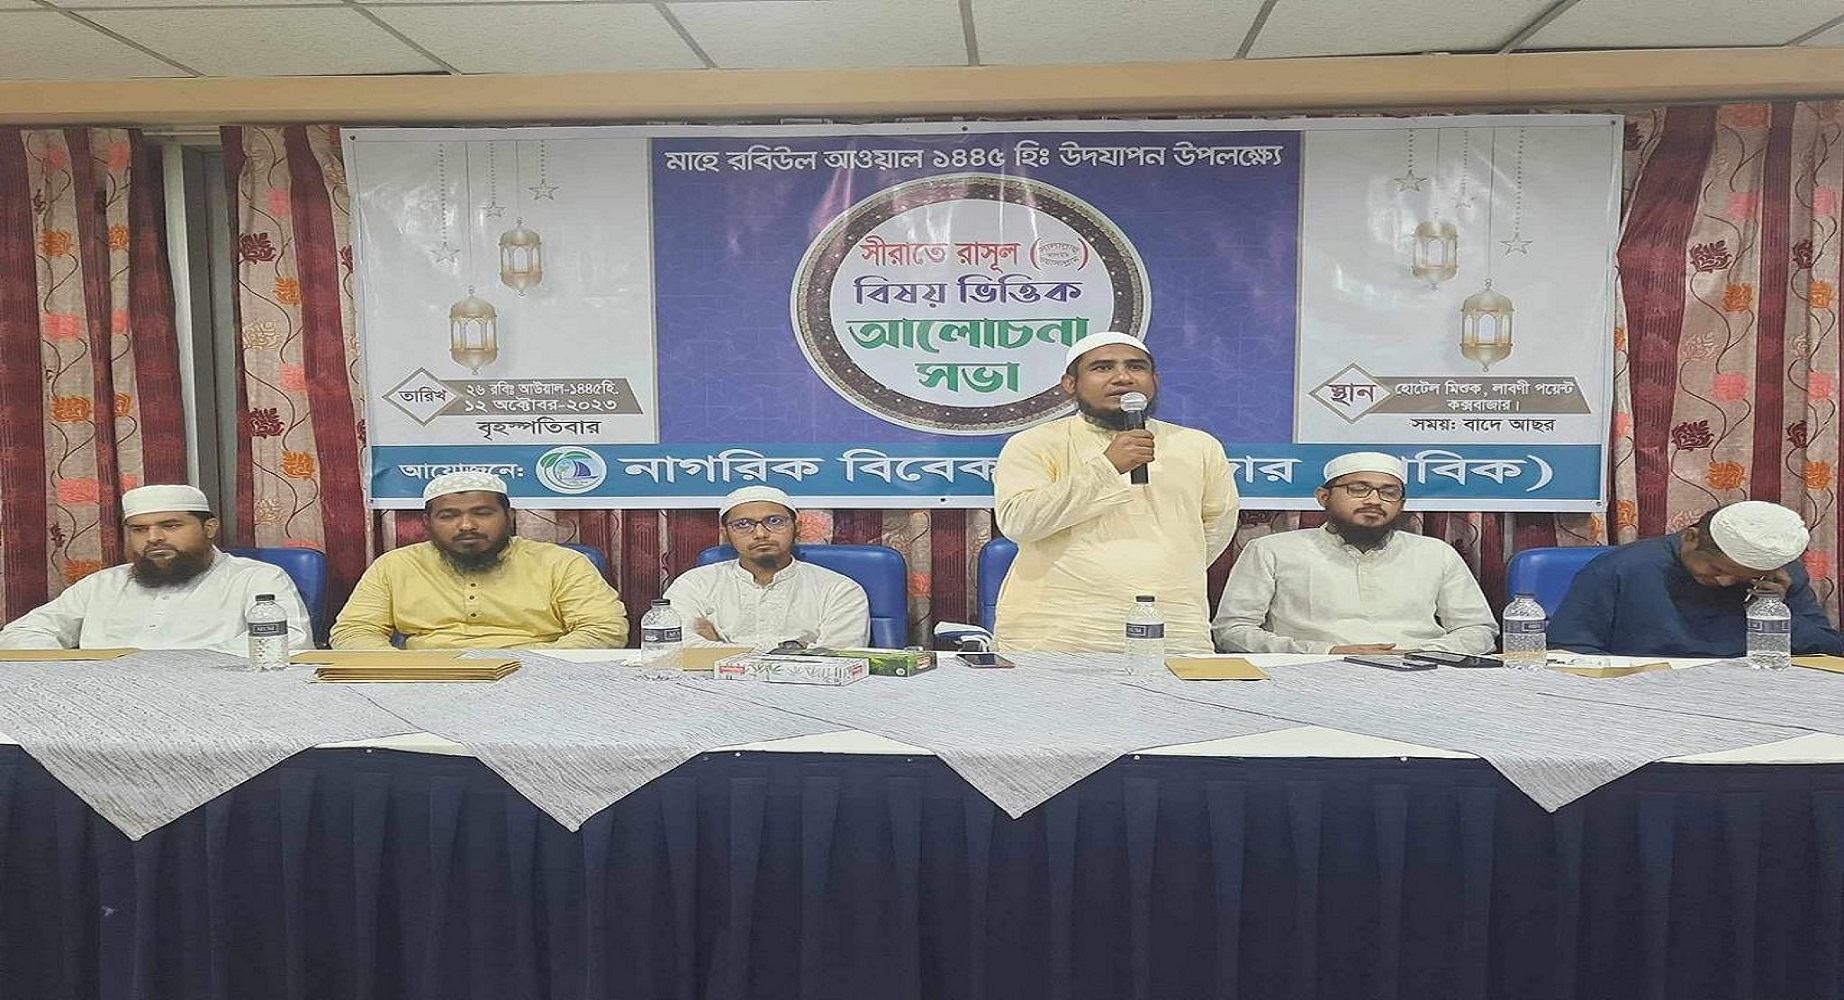 মাহে রবিউল আওয়াল ১৪৪৫ হিঃ উদযাপন উপলক্ষ্যে
সীরাতে রাসূল ()
বিষয় ভিত্তিক
আলোচনা
সভা
তারিখ
২৬ রবিঃ আউয়াল-১৪৪৫হি.
১২ অক্টোবর-২০২৩
বৃহস্পতিবার
স্থান
হোটেল মিশুক, লাবণী পয়েন্ট
কক্সবাজার।
সময়: বাদে আছর
আয়োজনে: নাগরিক বিবেক